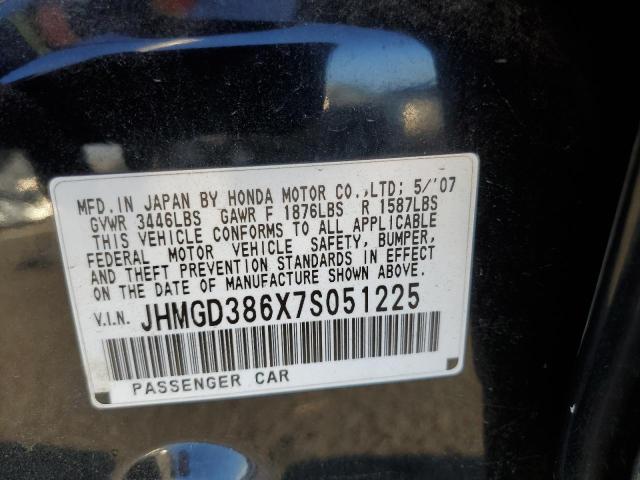 MFD. IN JAPAN BY HONDA MOTOR CO.,LTD; 5/'07
GVWR 3446LBS GAWR F 1876LBS R 1587LBS
THIS VEHICLE CONFORMS TO ALL APPLICABLE
FEDERAL MOTOR VEHICLE SAFETY, BUMPER,
AND THEFT PREVENTION STANDARDS IN EFFECT
ON THE DATE OF MANUFACTURE SHOWN ABOVE.
V.I.N. JHMGD386X7S051225
PASSENGER CAR